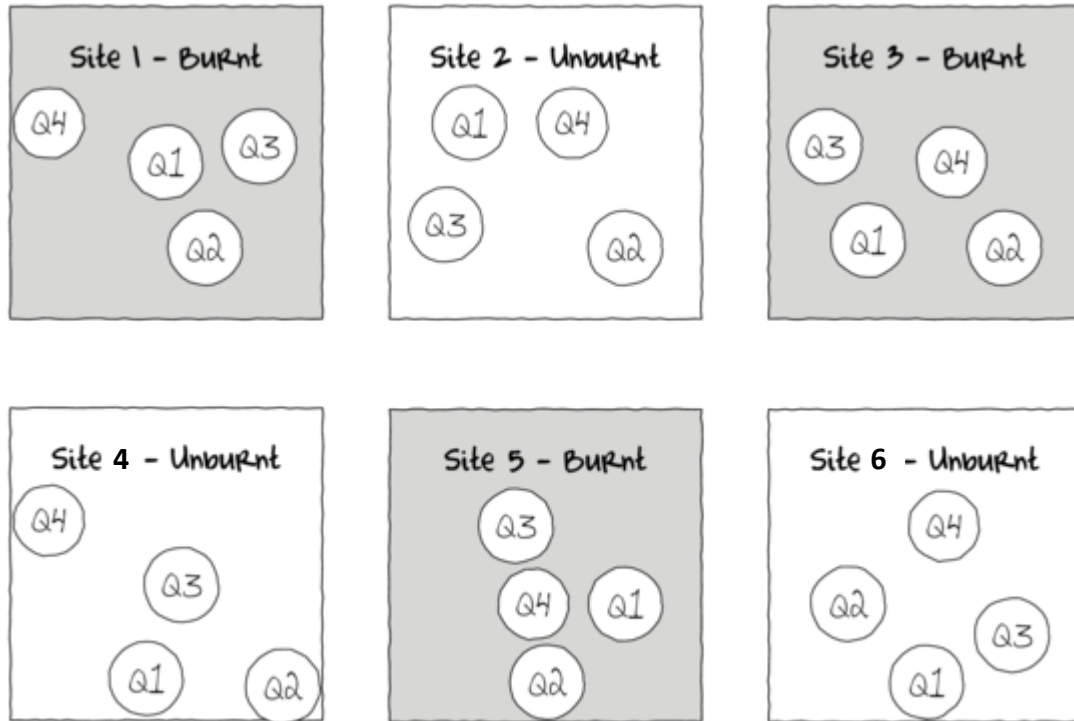 Site 1 - Burnt
Q4
Q1
Q3
Q2
Site 2 - Unburnt
Q1
Q4
Q3
Q2
Site 3 - Burnt
Q3
Q4
Q1
Q2
Site 4 - Unburnt
Q4
Q3
Q1
Q2
Site 5 - Burnt
Q3
Q4
Q1
Q2
Site 6 - Unburnt
Q4
Q2
Q3
Q1